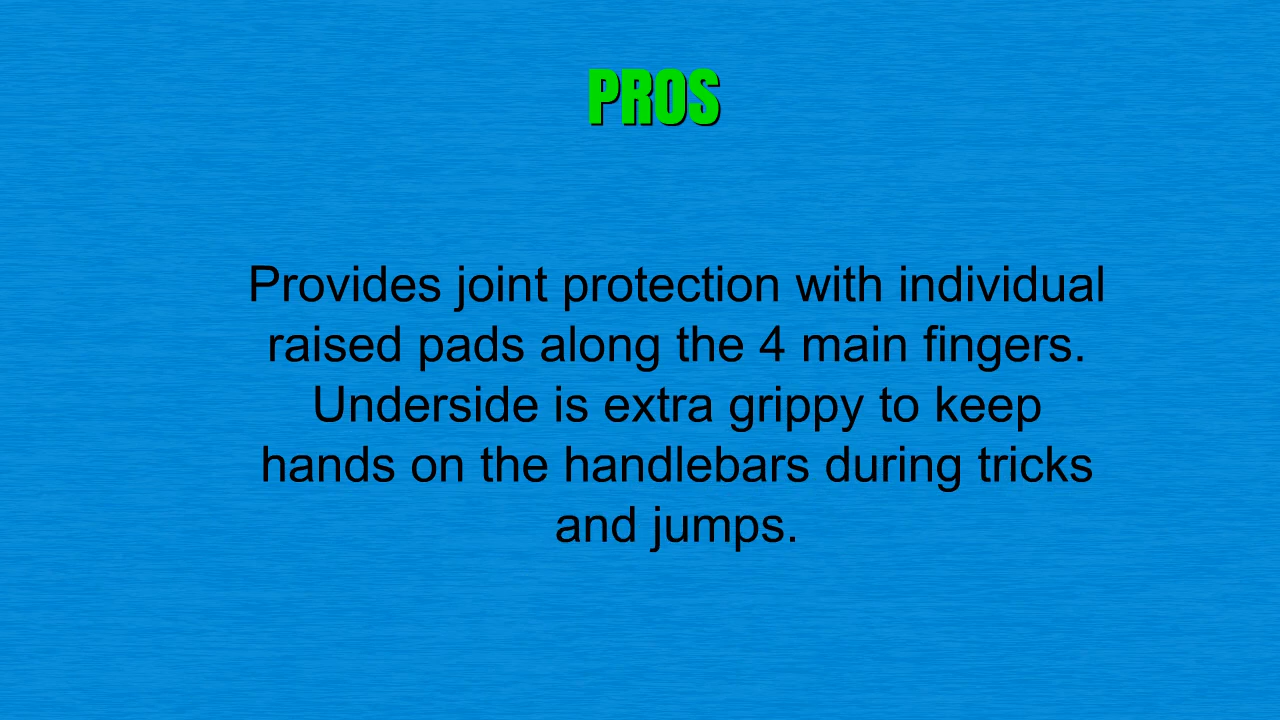 PROS
Provides joint protection with individual
raised pads along the 4 main fingers.
Underside is extra grippy to keep
hands on the handlebars during tricks
and jumps.